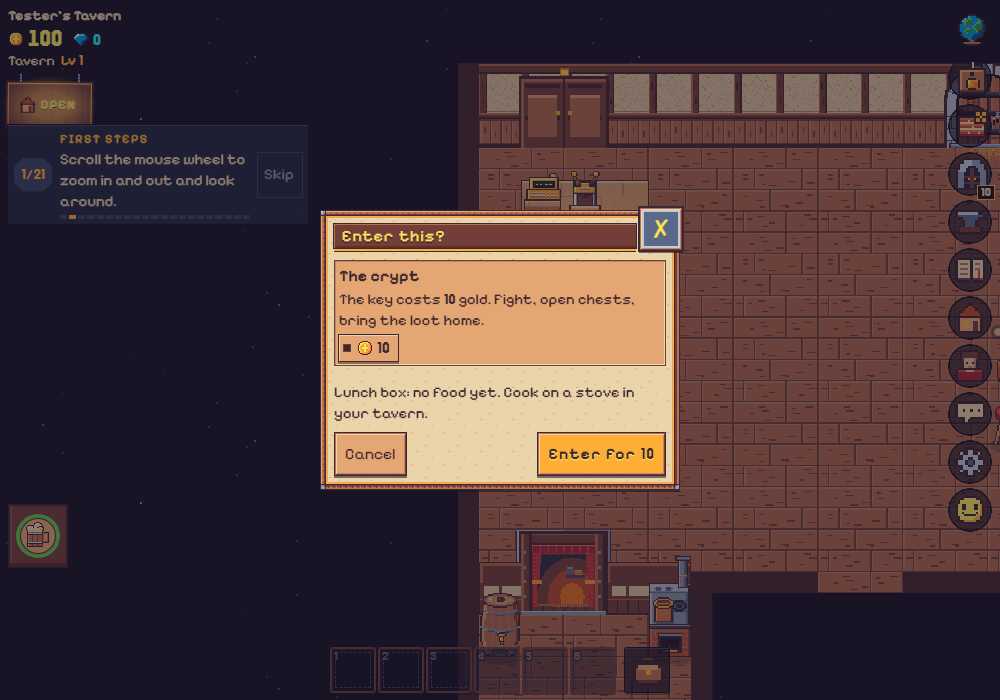 Tester's Tavern
100 0
Tavern Lv 1
OPEN
FIRST STEPS
1/21
Scroll the mouse wheel to
zoom in and out and look
around.
Skip
10
Enter this?
X
The crypt
The key costs 10 gold. Fight, open chests,
bring the loot home.
10
Lunch box: no food yet. Cook on a stove in
your tavern.
Cancel
Enter for 10
1 2 3 4 5 6